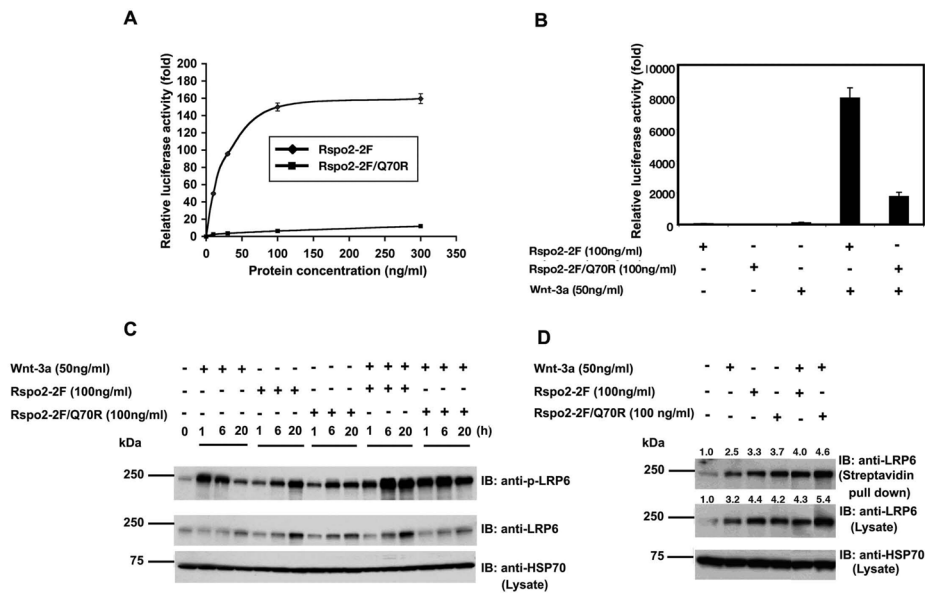 A
Relative luciferase activity (fold)
200
180
160
140
120
100
80
60
40
20
0
Rspo2-2F
Rspo2-2F/Q70R
0 50 100 150 200 250 300 350
Protein concentration (ng/ml)
B
Relative luciferase activity (fold)
10000
8000
6000
4000
2000
0
Rspo2-2F (100ng/ml) + - - + -
Rspo2-2F/Q70R (100ng/ml) - + - - +
Wnt-3a (50ng/ml) - - + + +
C
Wnt-3a (50ng/ml) - + + + - - - - - - + + + + + +
Rspo2-2F (100ng/ml) - - - - + + + - - - + + + - - -
Rspo2-2F/Q70R (100ng/ml) - - - - - - - + + + - - - + + +
0 1 6 20 1 6 20 1 6 20 1 6 20 1 6 20 (h)
kDa
250
IB: anti-p-LRP6
250
IB: anti-LRP6
75
IB: anti-HSP70
(Lysate)
D
Wnt-3a (50ng/ml) - + - - + +
Rspo2-2F (100ng/ml) - - + - + -
Rspo2-2F/Q70R (100 ng/ml) - - - + - +
kDa
1.0 2.5 3.3 3.7 4.0 4.6
250
IB: anti-LRP6
(Streptavidin
pull down)
1.0 3.2 4.4 4.2 4.3 5.4
250
IB: anti-LRP6
(Lysate)
75
IB: anti-HSP70
(Lysate)